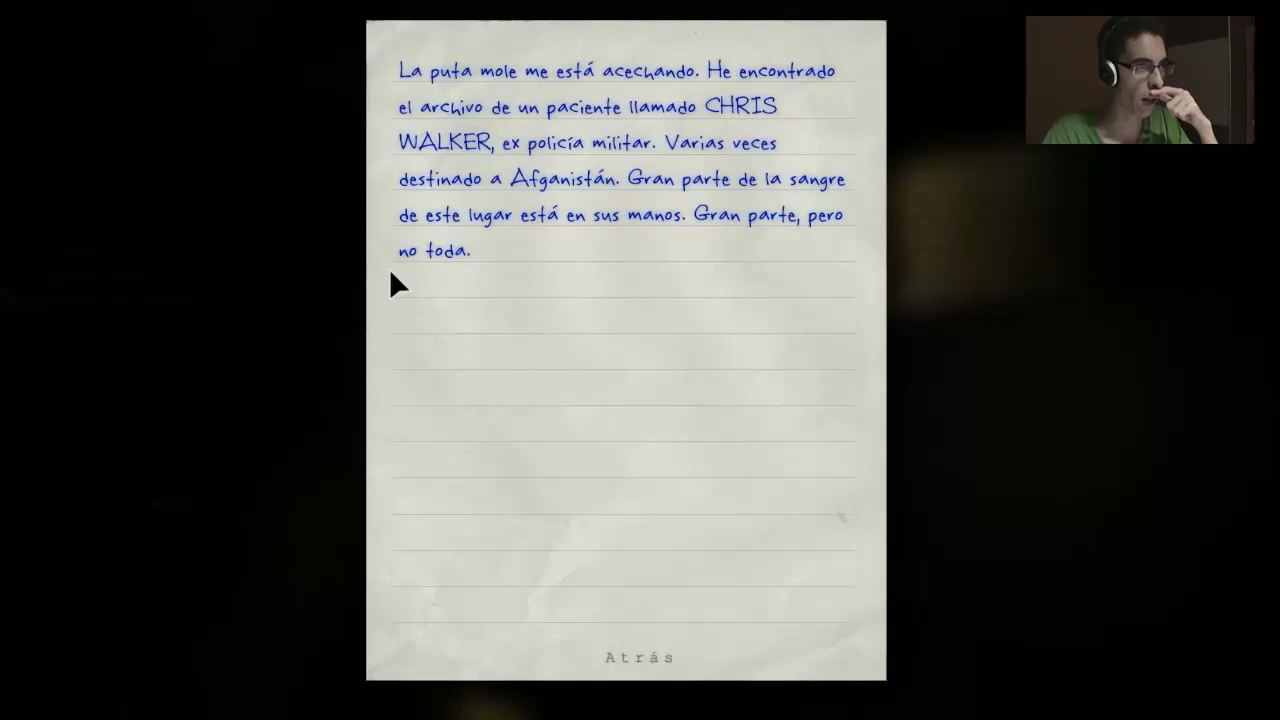 La puta mole me está acechando. He encontrado
el archivo de un paciente llamado CHRIS
WALKER, ex policía militar. Varias veces
destinado a Afganistán. Gran parte de la sangre
de este lugar está en sus manos. Gran parte, pero
no toda.
Atrás